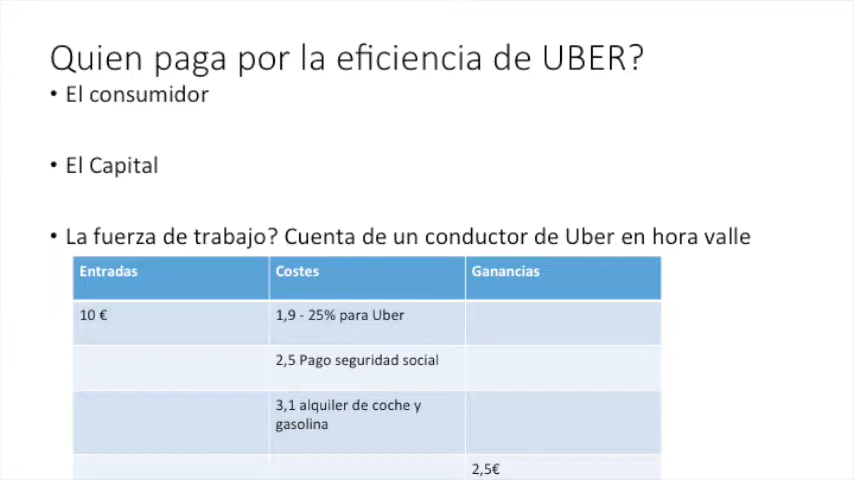 Quien paga por la eficiencia de UBER?
• El consumidor
• El Capital
• La fuerza de trabajo? Cuenta de un conductor de Uber en hora valle
Entradas Costes Ganancias
10 € 1,9 - 25% para Uber
2,5 Pago seguridad social
3,1 alquiler de coche y
gasolina
2,5€